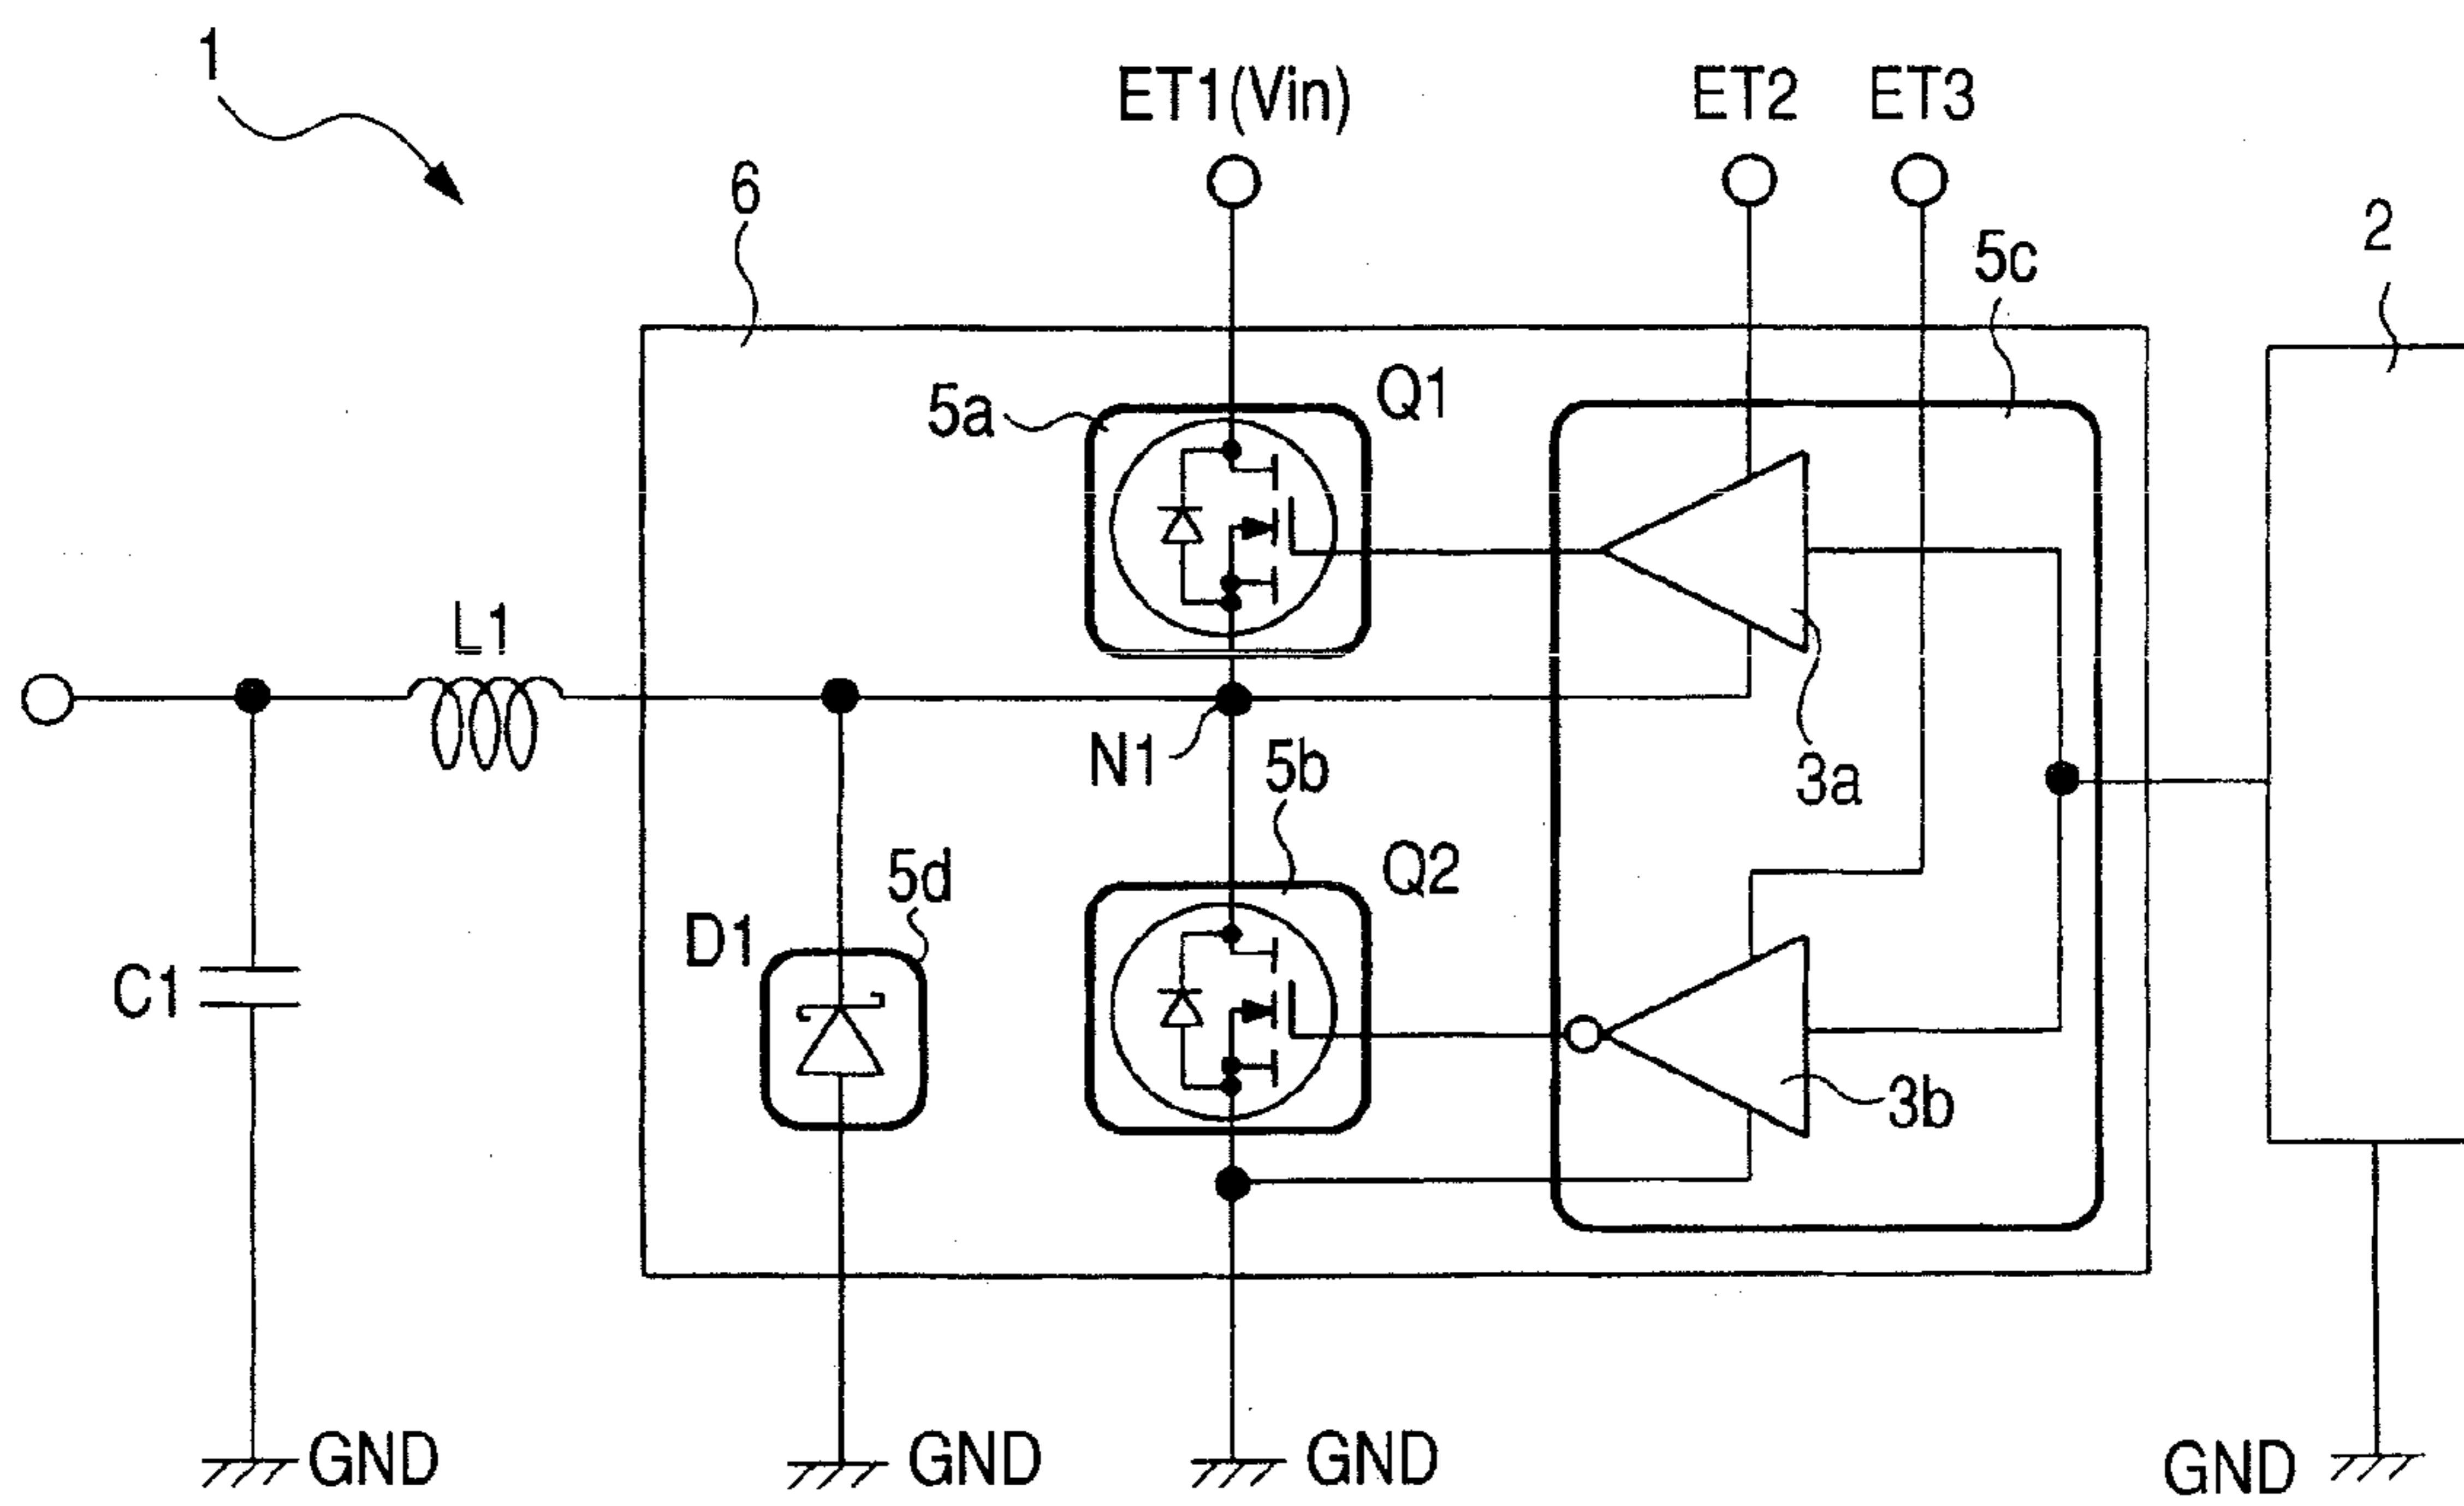 1
ET1(Vin)
ET2
ET3
6
5c
2
5a
Q1
L1
N1
5b
3a
5d
Q2
D1
C1
3b
GND
GND
GND
GND